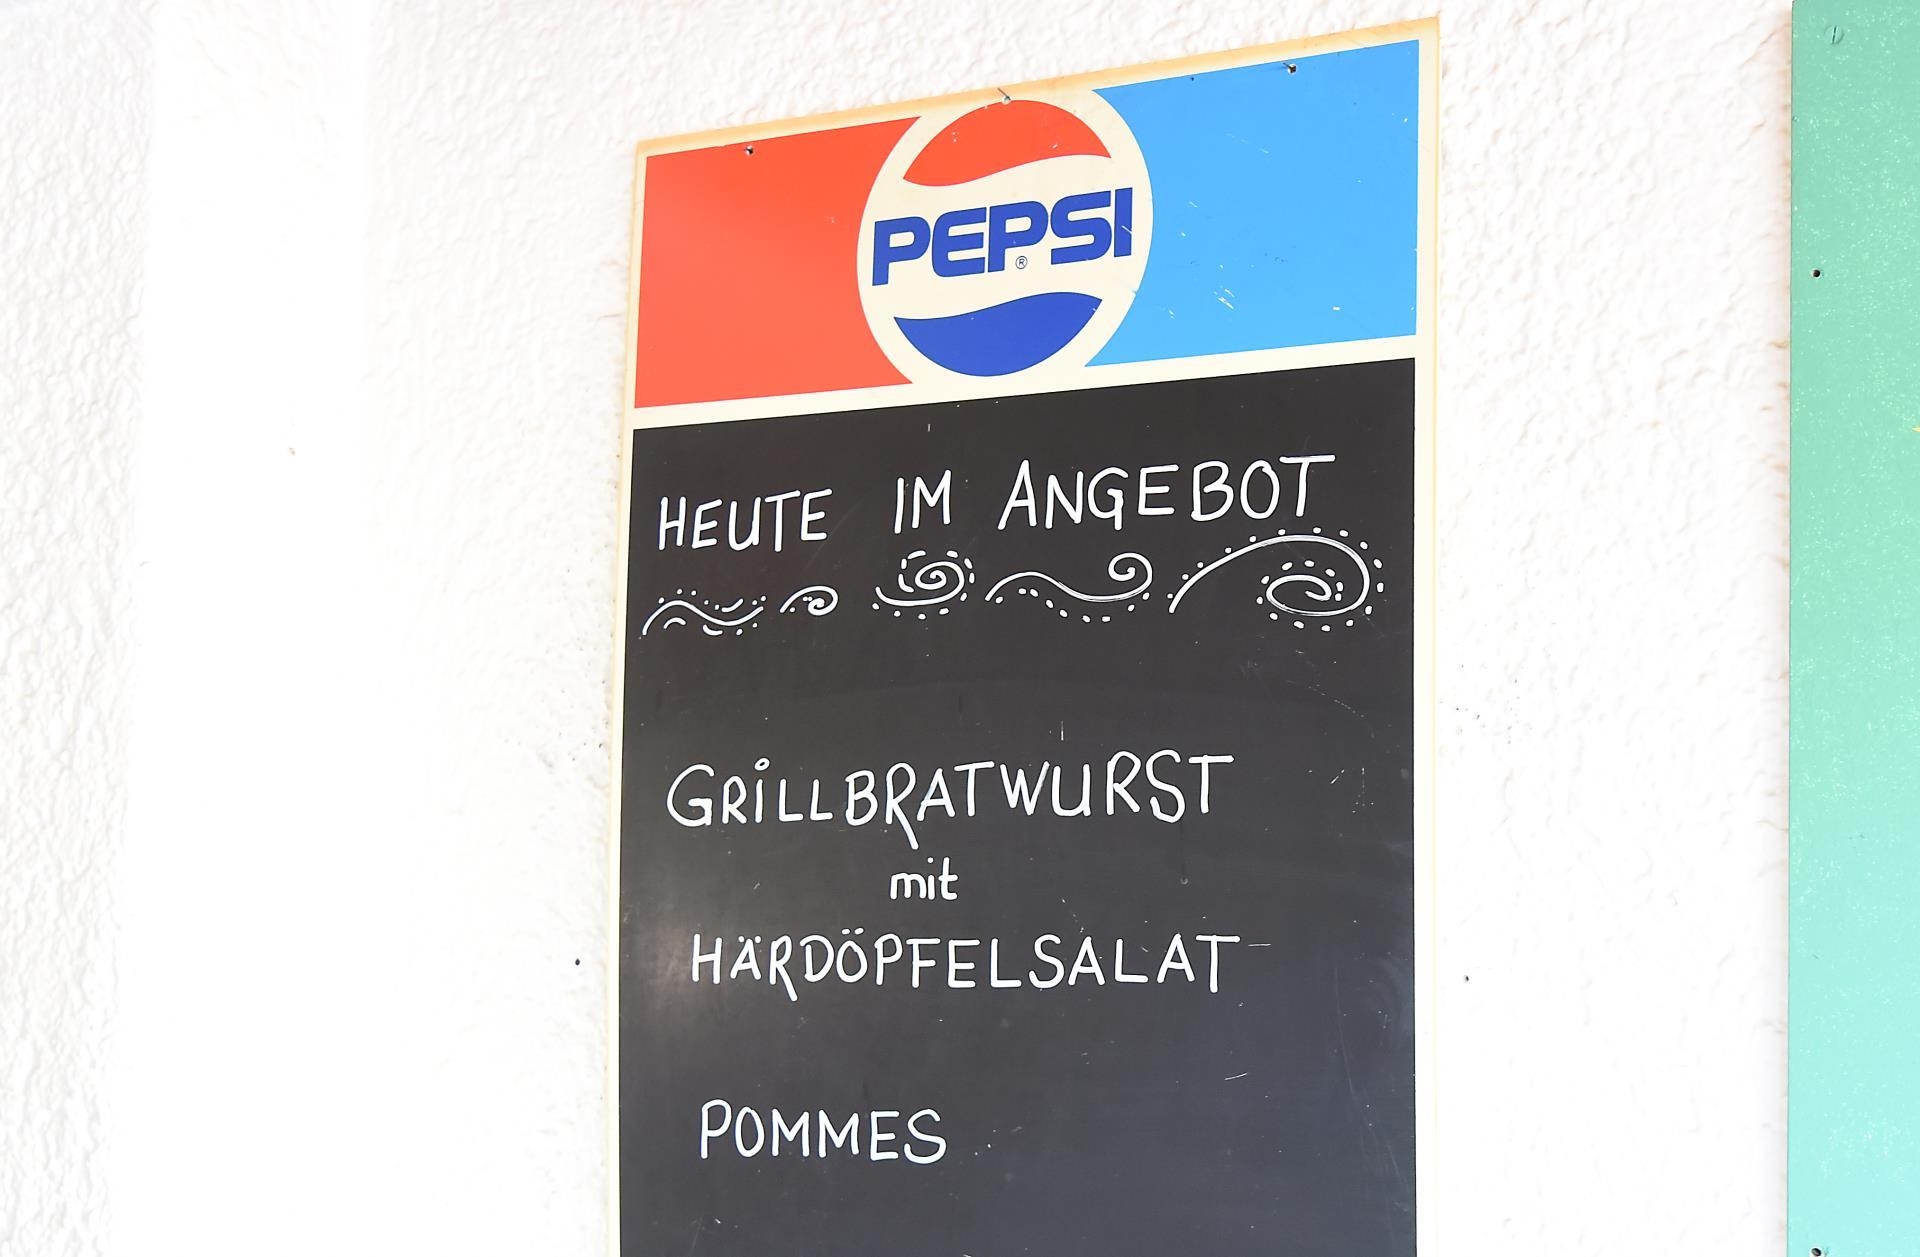 PEPSI
®
HEUTE IM ANGEBOT
GRILLBRATWURST
mit
HÄRDÖPFELSALAT
POMMES